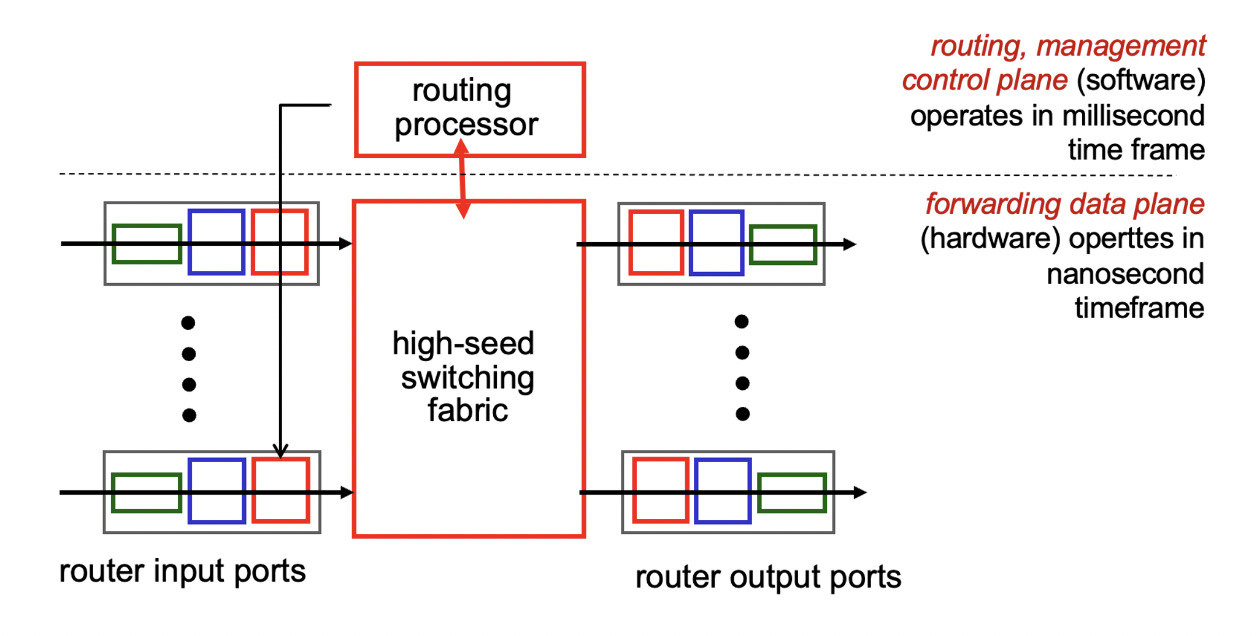 routing
processor
routing, management
control plane (software)
operates in millisecond
time frame
forwarding data plane
(hardware) operttes in
nanosecond
timeframe
high-seed
switching
fabric
router input ports
router output ports